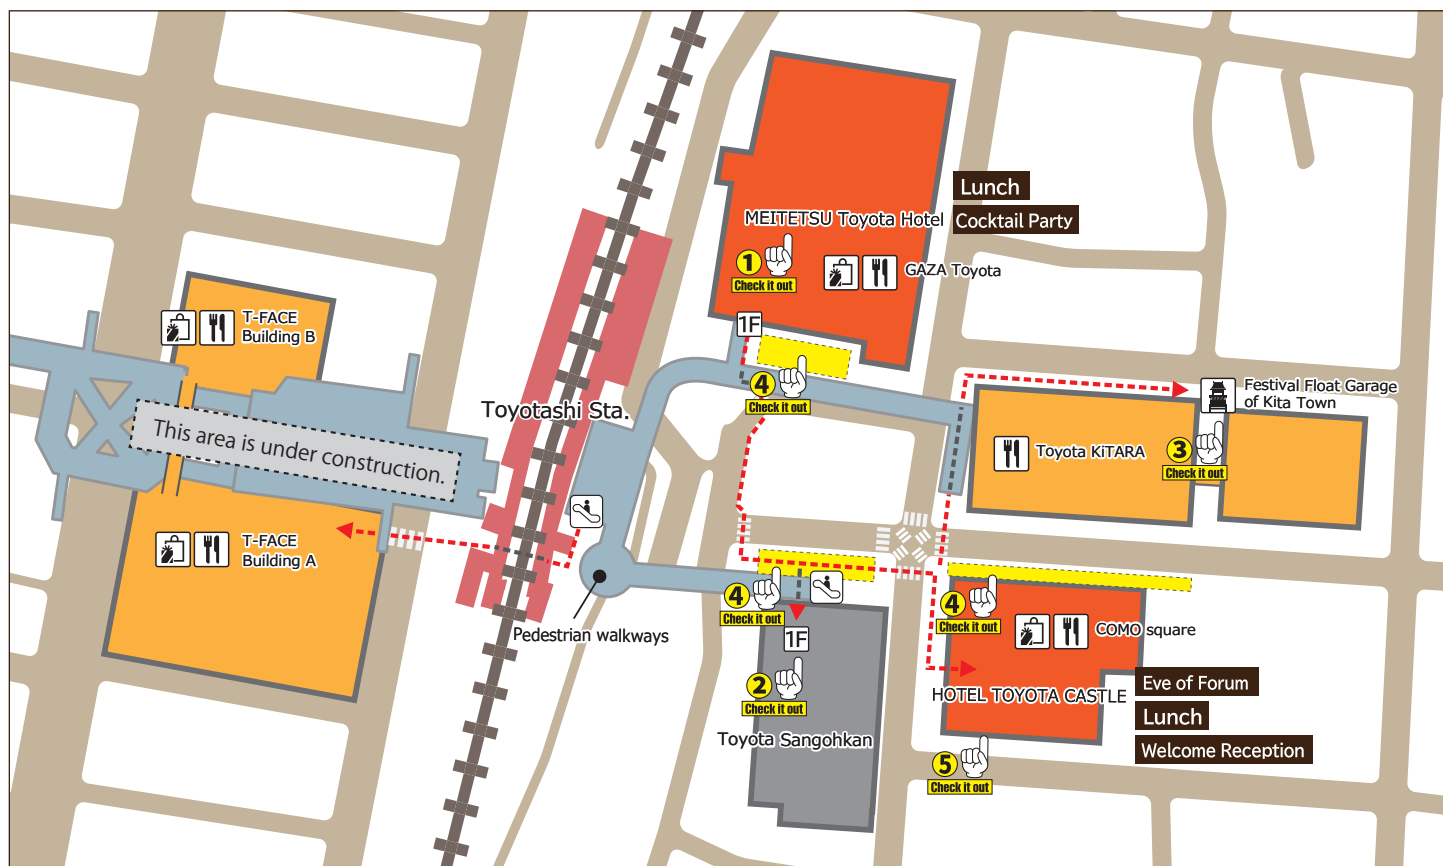 Lunch
MEITETSU Toyota Hotel
Cocktail Party
1
Check it out
GAZA Toyota
T-FACE
Building B
1F
4
Check it out
Festival Float Garage
of Kita Town
Toyotashi Sta.
This area is under construction.
Toyota KiTARA
3
Check it out
T-FACE
Building A
4
Check it out
4
Check it out
Pedestrian walkways
1F
COMO square
2
Check it out
HOTEL TOYOTA CASTLE
Eve of Forum
Lunch
Toyota Sangohkan
Welcome Reception
5
Check it out